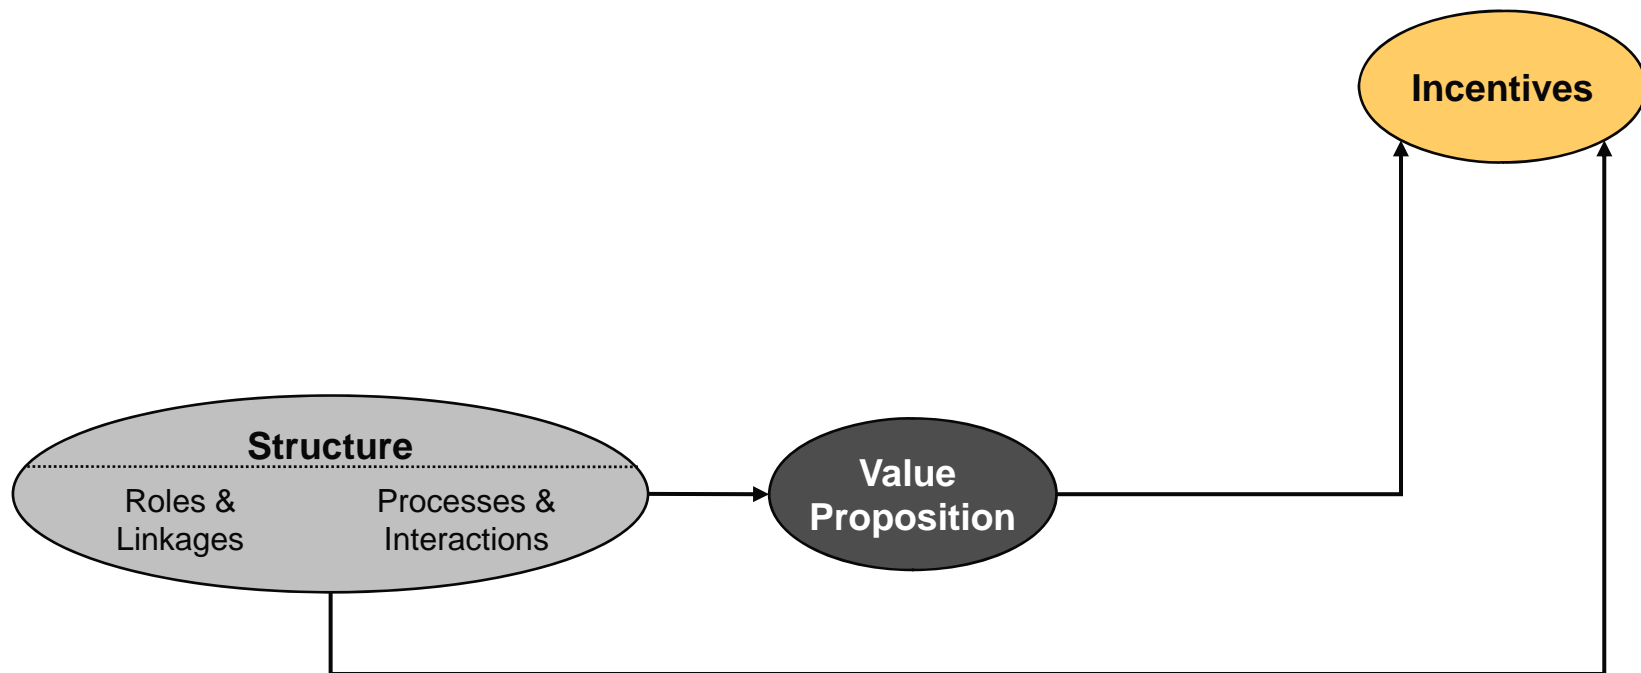 Incentives
Structure
Roles &
Linkages
Processes &
Interactions
Value
Proposition